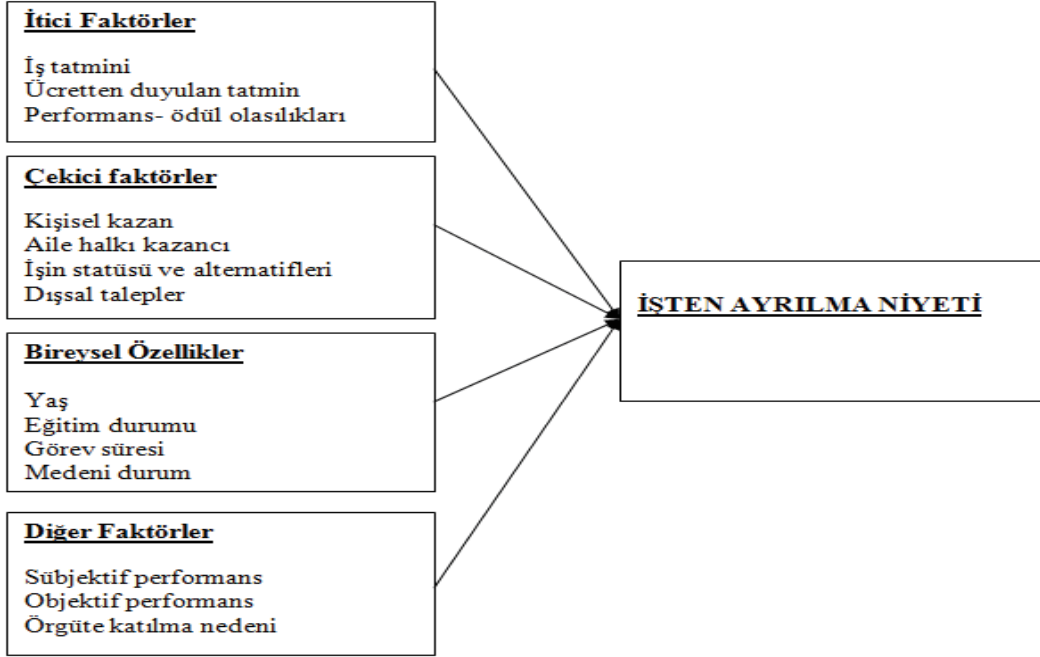 İtici Faktörler
İş tatmini
Ücretten duyulan tatmin
Performans- ödül olasılıkları
Çekici faktörler
Kişisel kazan
Aile halkı kazancı
İşin statüsü ve alternatifleri
Dışsal talepler
Bireysel Özellikler
Yaş
Eğitim durumu
Görev süresi
Medeni durum
Diğer Faktörler
Sübjektif performans
Objektif performans
Örgüte katılma nedeni
İŞTEN AYRILMA NİYETİ